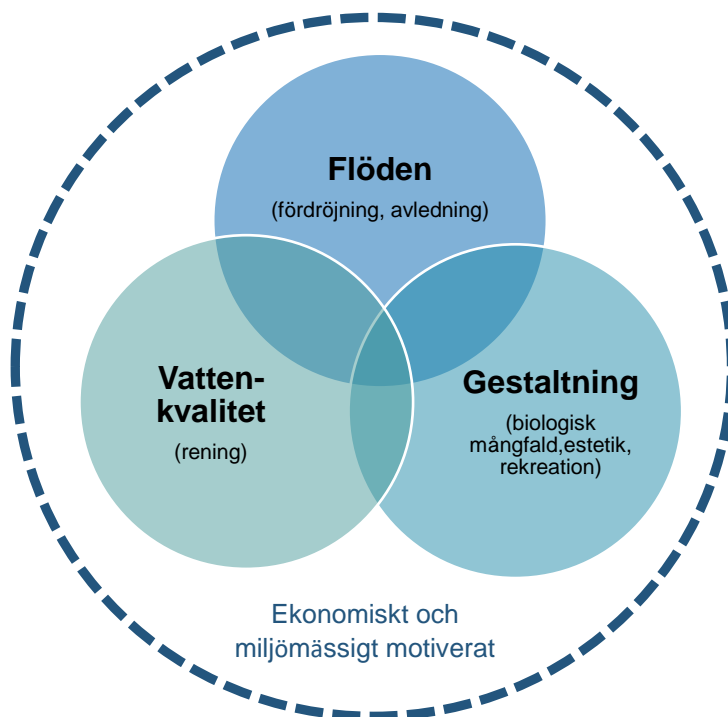 Flöden
(fördröjning, avledning)
Vatten-
kvalitet
(rening)
Gestaltning
(biologisk
mångfald,estetik,
rekreation)
Ekonomiskt och
miljömässigt motiverat